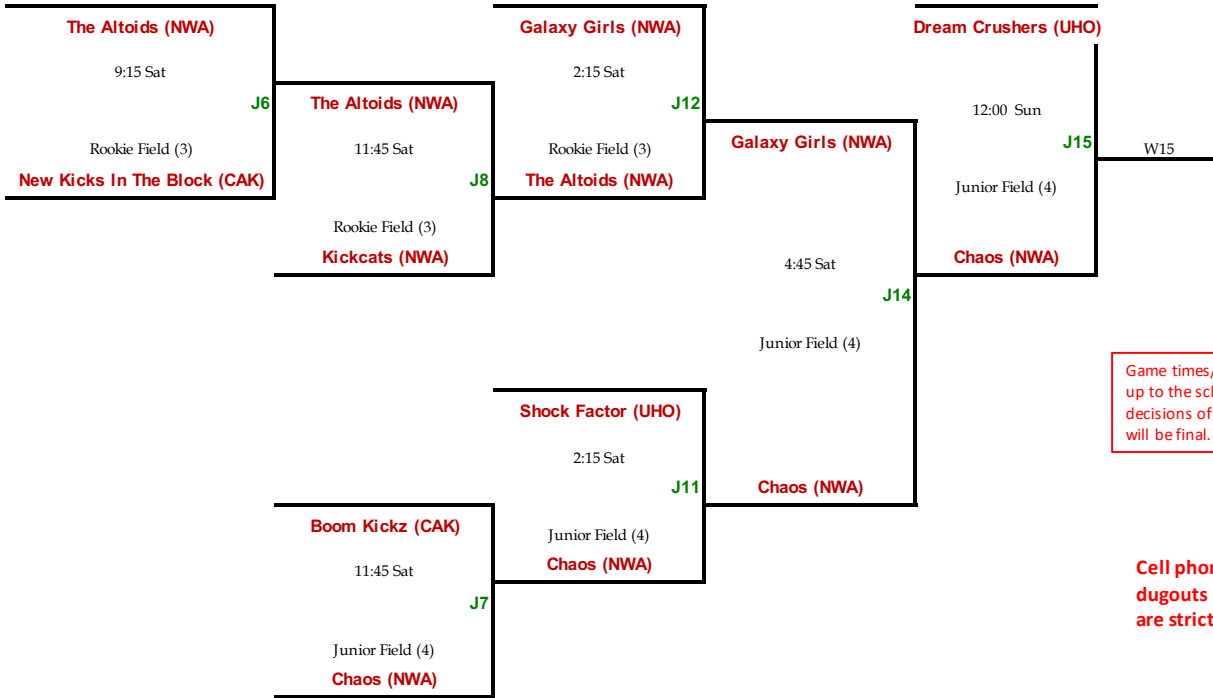 The Altoids (NWA)
9:15 Sat
J6
Rookie Field (3)
New Kicks In The Block (CAK)
The Altoids (NWA)
11:45 Sat
J8
Rookie Field (3)
Kickcats (NWA)
Galaxy Girls (NWA)
2:15 Sat
J12
Rookie Field (3)
The Altoids (NWA)
Galaxy Girls (NWA)
4:45 Sat
J14
Junior Field (4)
Chaos (NWA)
Dream Crushers (UHO)
12:00 Sun
J15
Junior Field (4)
Chaos (NWA)
W15
Shock Factor (UHO)
2:15 Sat
J11
Junior Field (4)
Chaos (NWA)
Boom Kickz (CAK)
11:45 Sat
J7
Junior Field (4)
Chaos (NWA)
Game times/
up to the
decisions of
will be final.
Cell
dugouts
are